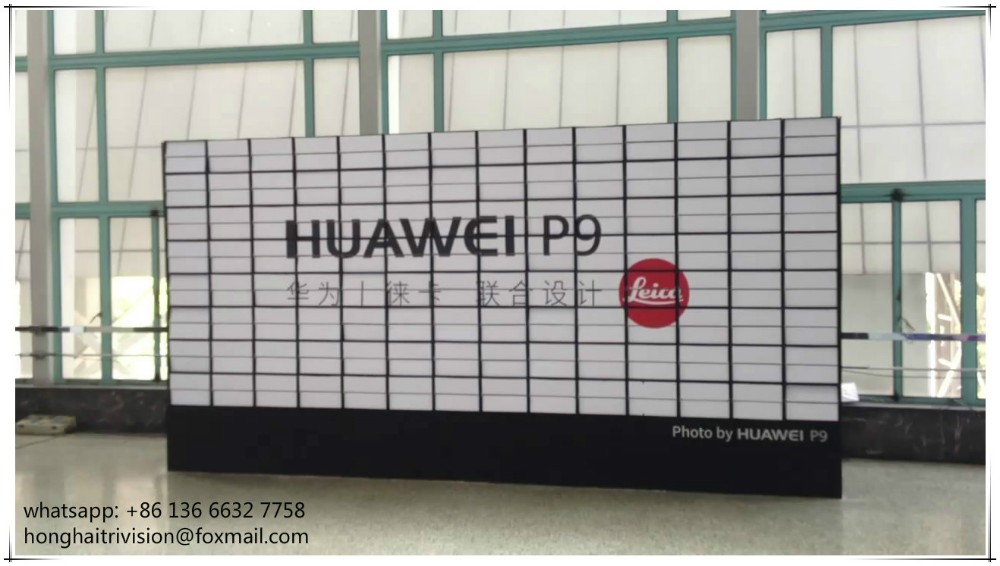 HUAWEI P9
华为 | 徕卡 联合设计
Leica
Photo by HUAWEI P9
whatsapp: +86 136 6632 7758
honghaitrivision@foxmail.com